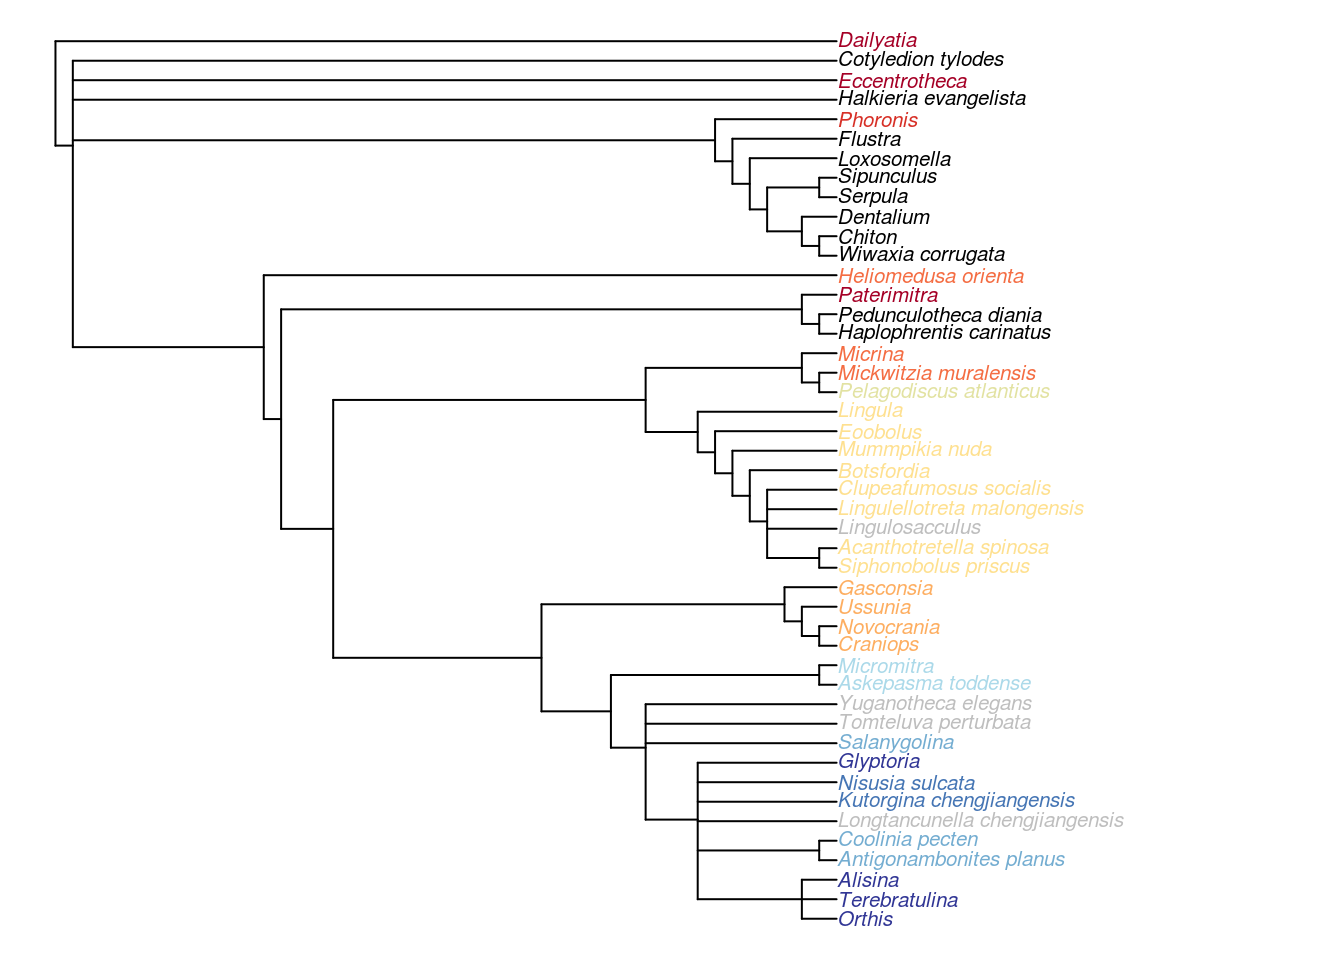 Dailyatia
Cotyledion tylodes
Eccentrotheca
Halkieria evangelista
Phoronis
Flustra
Loxosomella
Sipunculus
Serpula
Dentalium
Chiton
Wiwaxia corrugata
Heliomedusa orienta
Paterimitra
Pedunculotheca diania
Haplophrentis carinatus
Micrina
Mickwitzia muralensis
Pelagodiscus atlanticus
Lingula
Eoobolus
Mummpikia nuda
Botsfordia
Clupeafumosus socialis
Lingulellotreta malongensis
Lingulosacculus
Acanthotretella spinosa
Siphonobolus priscus
Gasconsia
Ussunia
Novocrania
Craniops
Micromitra
Askepasma toddense
Yuganotheca elegans
Tomteluva perturbata
Salanygolina
Glyptoria
Nisusia sulcata
Kutorgina chengjiangensis
Longtancunella chengjiangensis
Coolinia pecten
Antigonambonites planus
Alisina
Terebratulina
Orthis